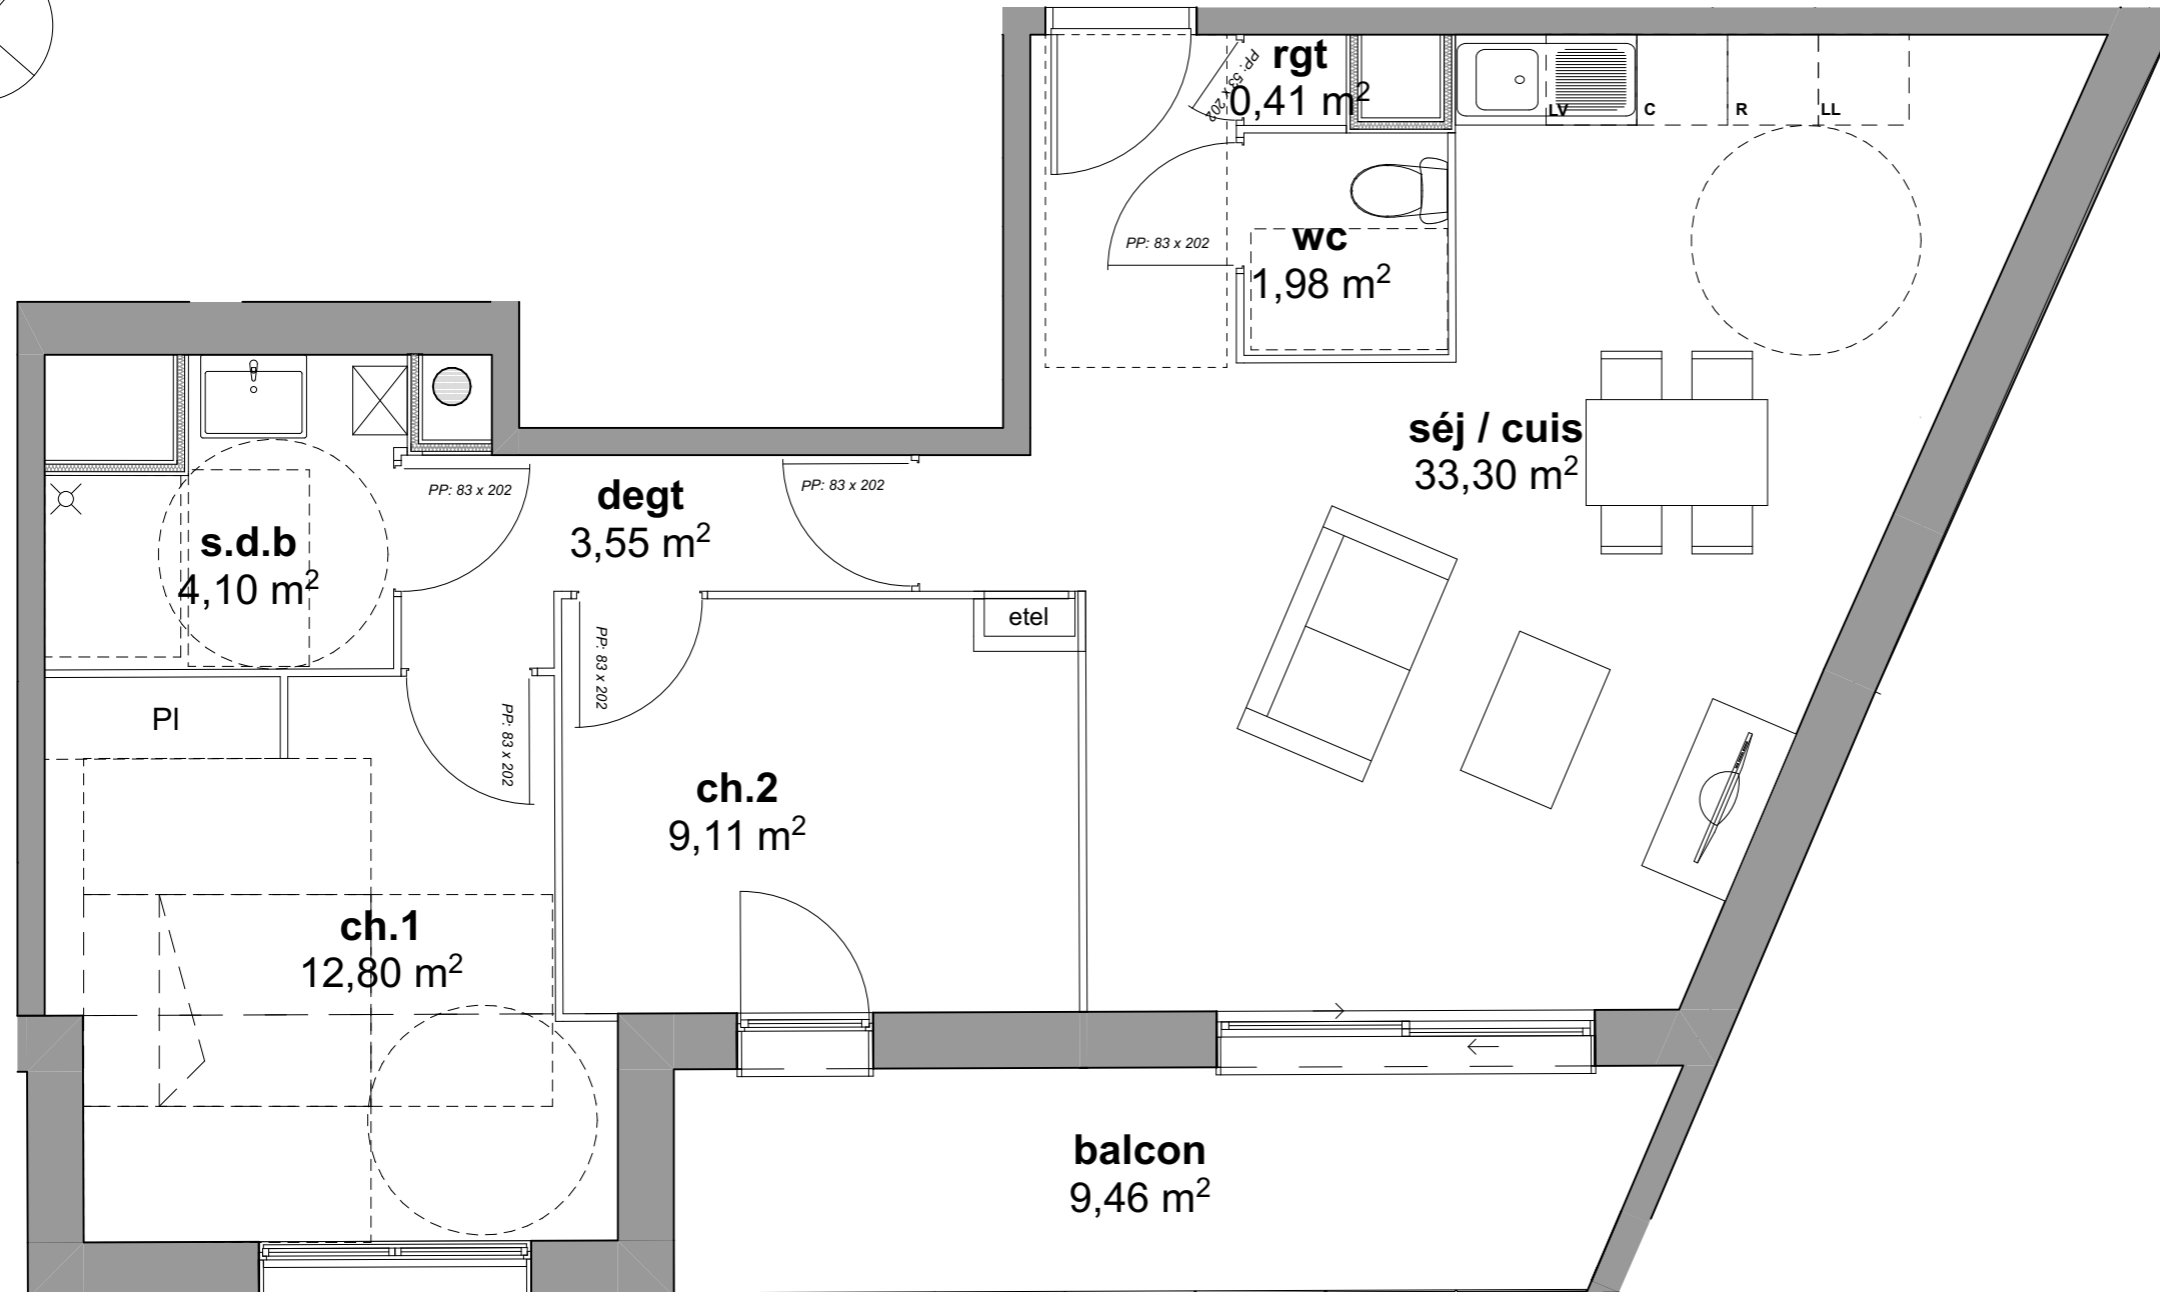 rgt
0,41 m²
PP: 53 x 202
LV
C
R
LL
PP: 83 x 202
wc
1,98 m²
séj / cuis
33,30 m²
PP: 83 x 202
degt
3,55 m²
PP: 83 x 202
s.d.b
4,10 m²
etel
PP: 83 x 202
PP: 83 x 202
Pl
ch.2
9,11 m²
ch.1
12,80 m²
balcon
9,46 m²